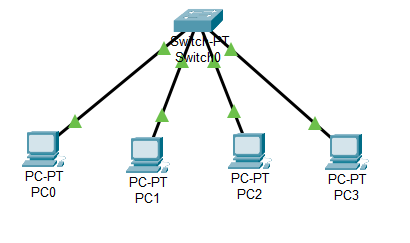 Switch-PT
Switch0
PC-PT
PC0
PC-PT
PC1
PC-PT
PC2
PC-PT
PC3